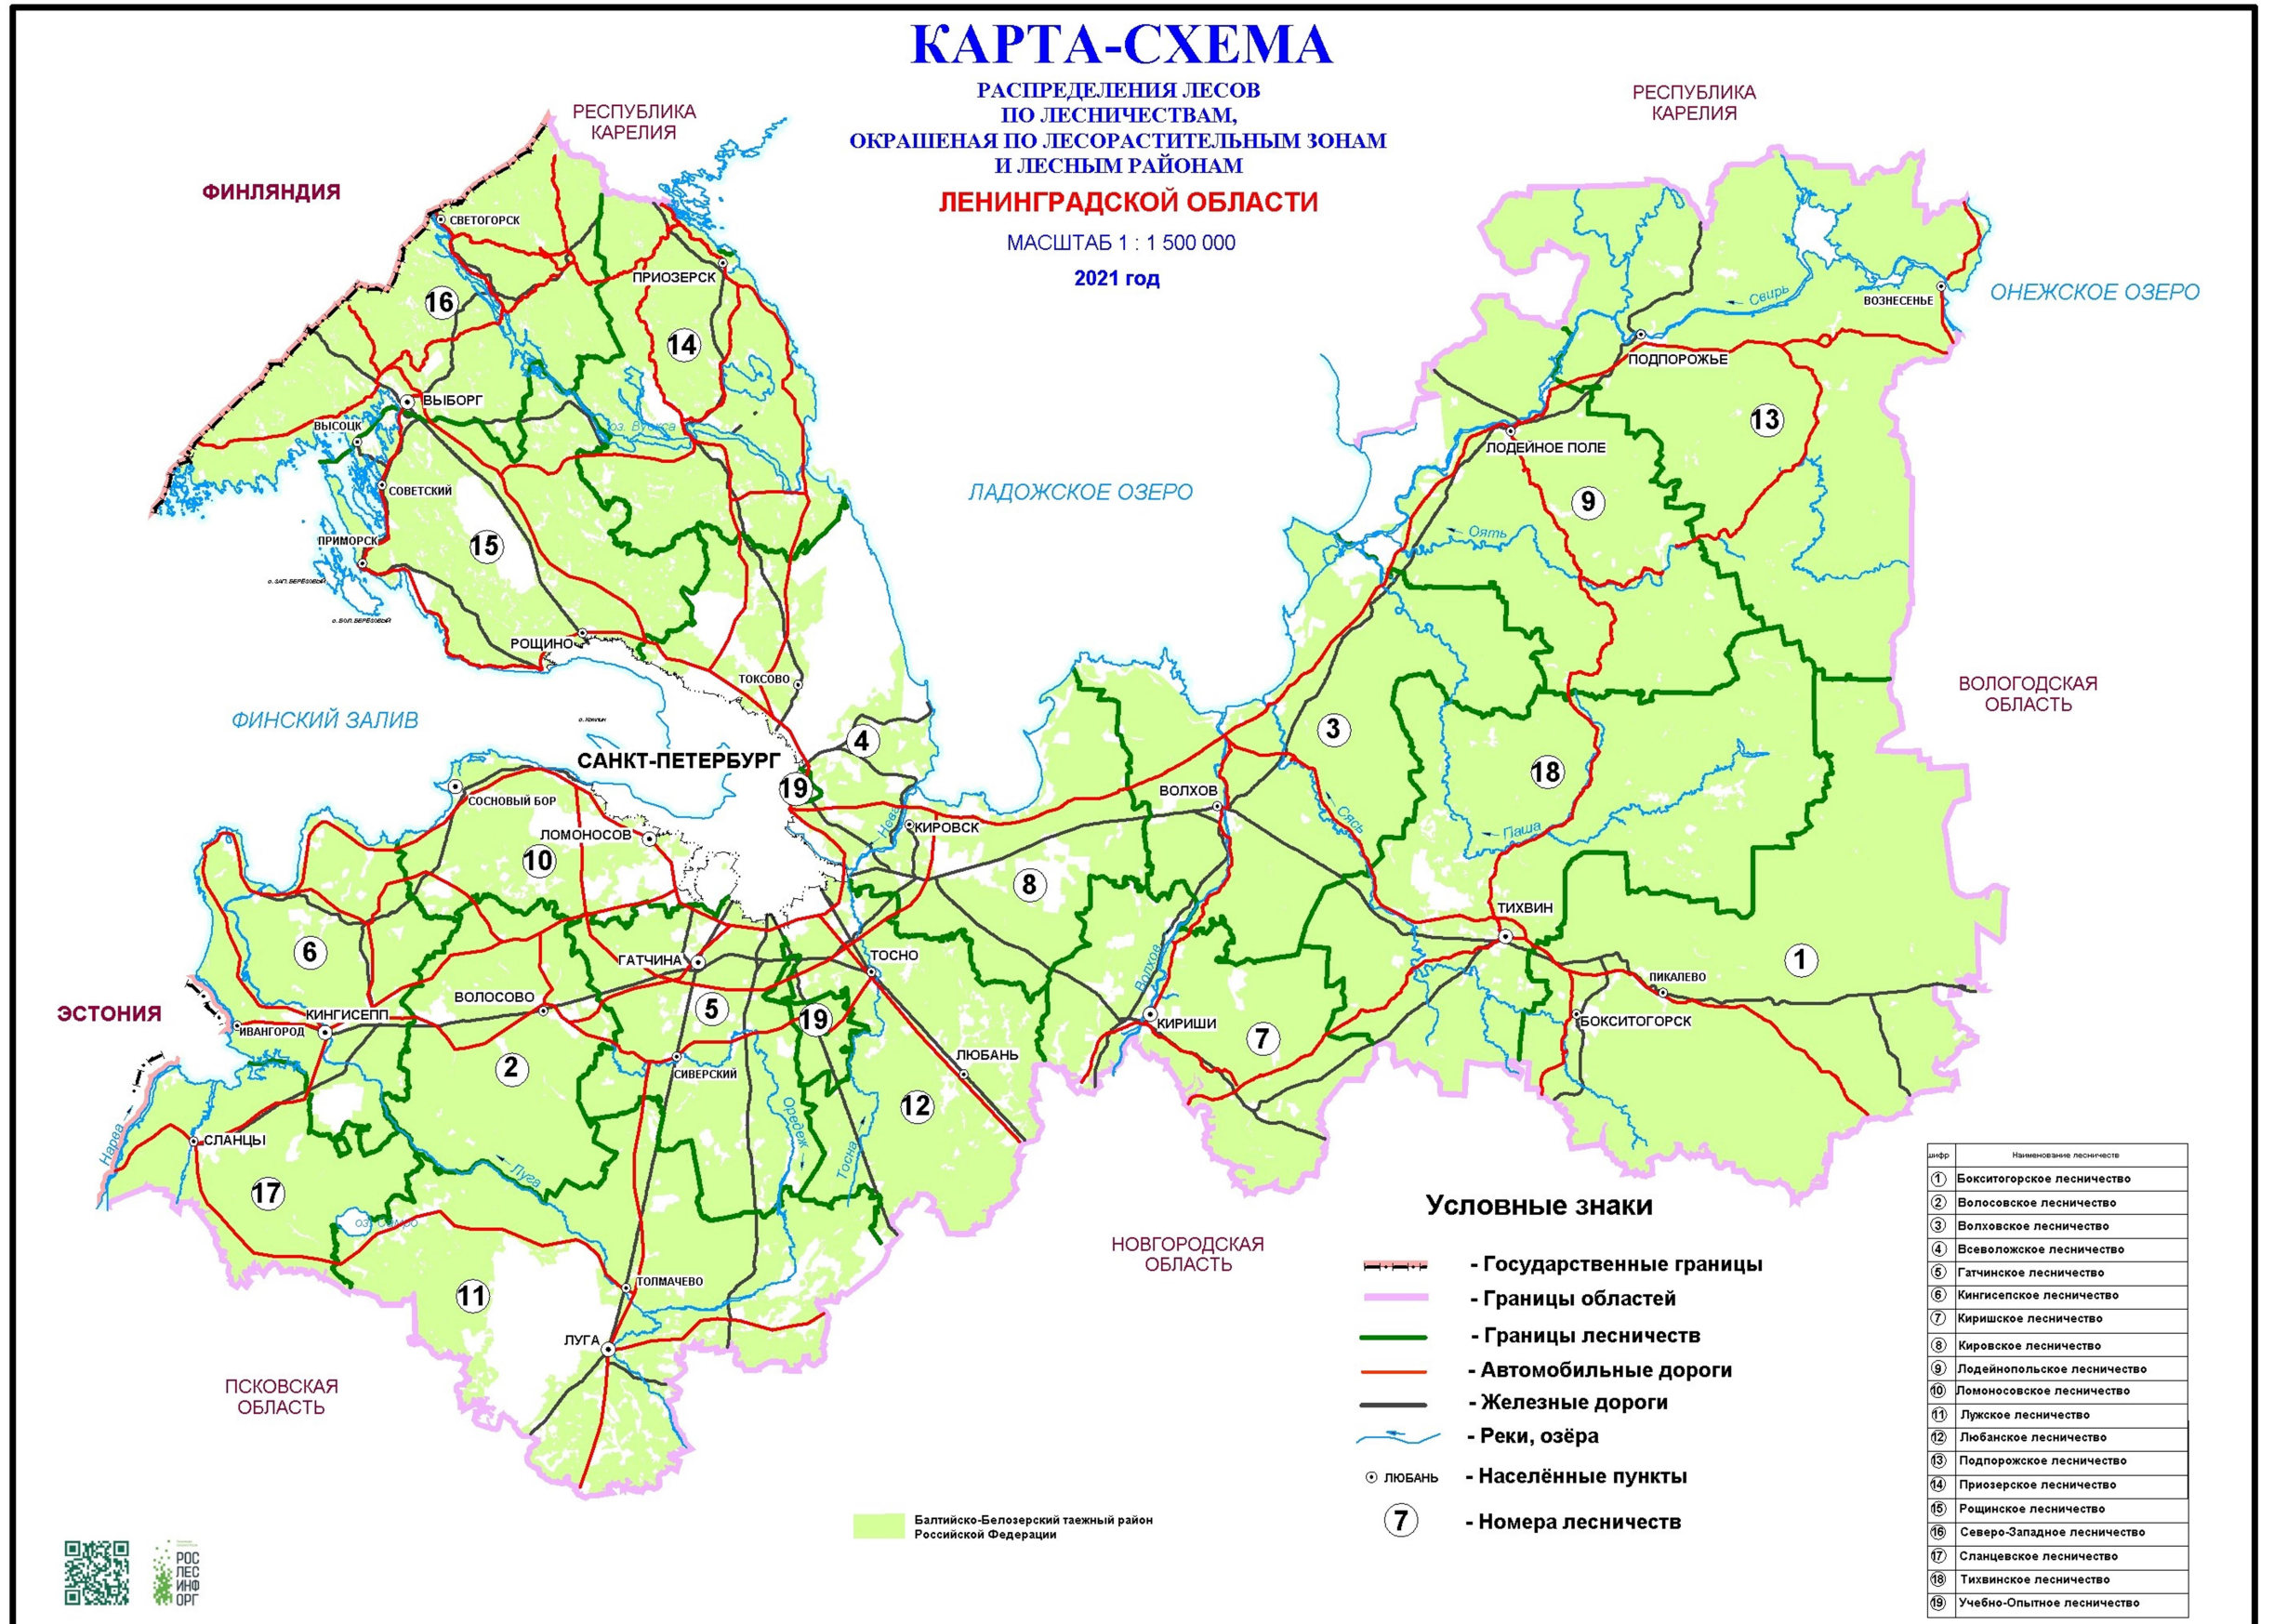 КАРТА-СХЕМА
РАСПРЕДЕЛЕНИЯ ЛЕСОВ
ПО ЛЕСНИЧЕСТВАМ,
ОКРАШЕНАЯ ПО ЛЕСОРАСТИТЕЛЬНЫМ ЗОНАМ
И ЛЕСНЫМ РАЙОНАМ
ЛЕНИНГРАДСКОЙ ОБЛАСТИ
МАСШТАБ 1 : 1 500 000
2021 год
РЕСПУБЛИКА
КАРЕЛИЯ
РЕСПУБЛИКА
КАРЕЛИЯ
ФИНЛЯНДИЯ
СВЕТОГОРСК
ПРИОЗЕРСК
16
14
ВЫБОРГ
ВЫСОЦК
оз. Вуокса
СОВЕТСКИЙ
ПРИМОРСК
15
о. ЗАП. БЕРЁЗОВЫЙ
о. БОЛ. БЕРЁЗОВЫЙ
РОЩИНО
ТОКСОВО
ЛАДОЖСКОЕ ОЗЕРО
ОНЕЖСКОЕ ОЗЕРО
ВОЗНЕСЕНЬЕ
Свирь
ПОДПОРОЖЬЕ
13
ЛОДЕЙНОЕ ПОЛЕ
9
Оять
ВОЛОГОДСКАЯ
ОБЛАСТЬ
ФИНСКИЙ ЗАЛИВ
САНКТ-ПЕТЕРБУРГ
4
19
3
18
ВОЛХОВ
Сясь
Паша
СОСНОВЫЙ БОР
ЛОМОНОСОВ
10
Нева
КИРОВСК
8
ТИХВИН
6
ГАТЧИНА
ТОСНО
Волхов
1
ПИКАЛЕВО
ЭСТОНИЯ
ВОЛОСОВО
КИНГИСЕПП
ИВАНГОРОД
5
19
КИРИШИ
7
БОКСИТОГОРСК
2
СИВЕРСКИЙ
ЛЮБАНЬ
12
Нарва
СЛАНЦЫ
Луга
Оредеж
Тосна
17
оз. Самро
ТОЛМАЧЕВО
11
ЛУГА
НОВГОРОДСКАЯ
ОБЛАСТЬ
ПСКОВСКАЯ
ОБЛАСТЬ
Условные знаки
- Государственные границы
- Границы областей
- Границы лесничеств
- Автомобильные дороги
- Железные дороги
- Реки, озёра
ЛЮБАНЬ - Населённые пункты
7 - Номера лесничеств
Балтийско-Белозерский таежный район
Российской Федерации
шифр Наименование лесничеств
1 Бокситогорское лесничество
2 Волосовское лесничество
3 Волховское лесничество
4 Всеволожское лесничество
5 Гатчинское лесничество
6 Кингисепское лесничество
7 Киришское лесничество
8 Кировское лесничество
9 Лодейнопольское лесничество
10 Ломоносовское лесничество
11 Лужское лесничество
12 Любанское лесничество
13 Подпорожское лесничество
14 Приозерское лесничество
15 Рощинское лесничество
16 Северо-Западное лесничество
17 Сланцевское лесничество
18 Тихвинское лесничество
19 Учебно-Опытное лесничество
РОС
ЛЕС
ИНФ
ОРГ